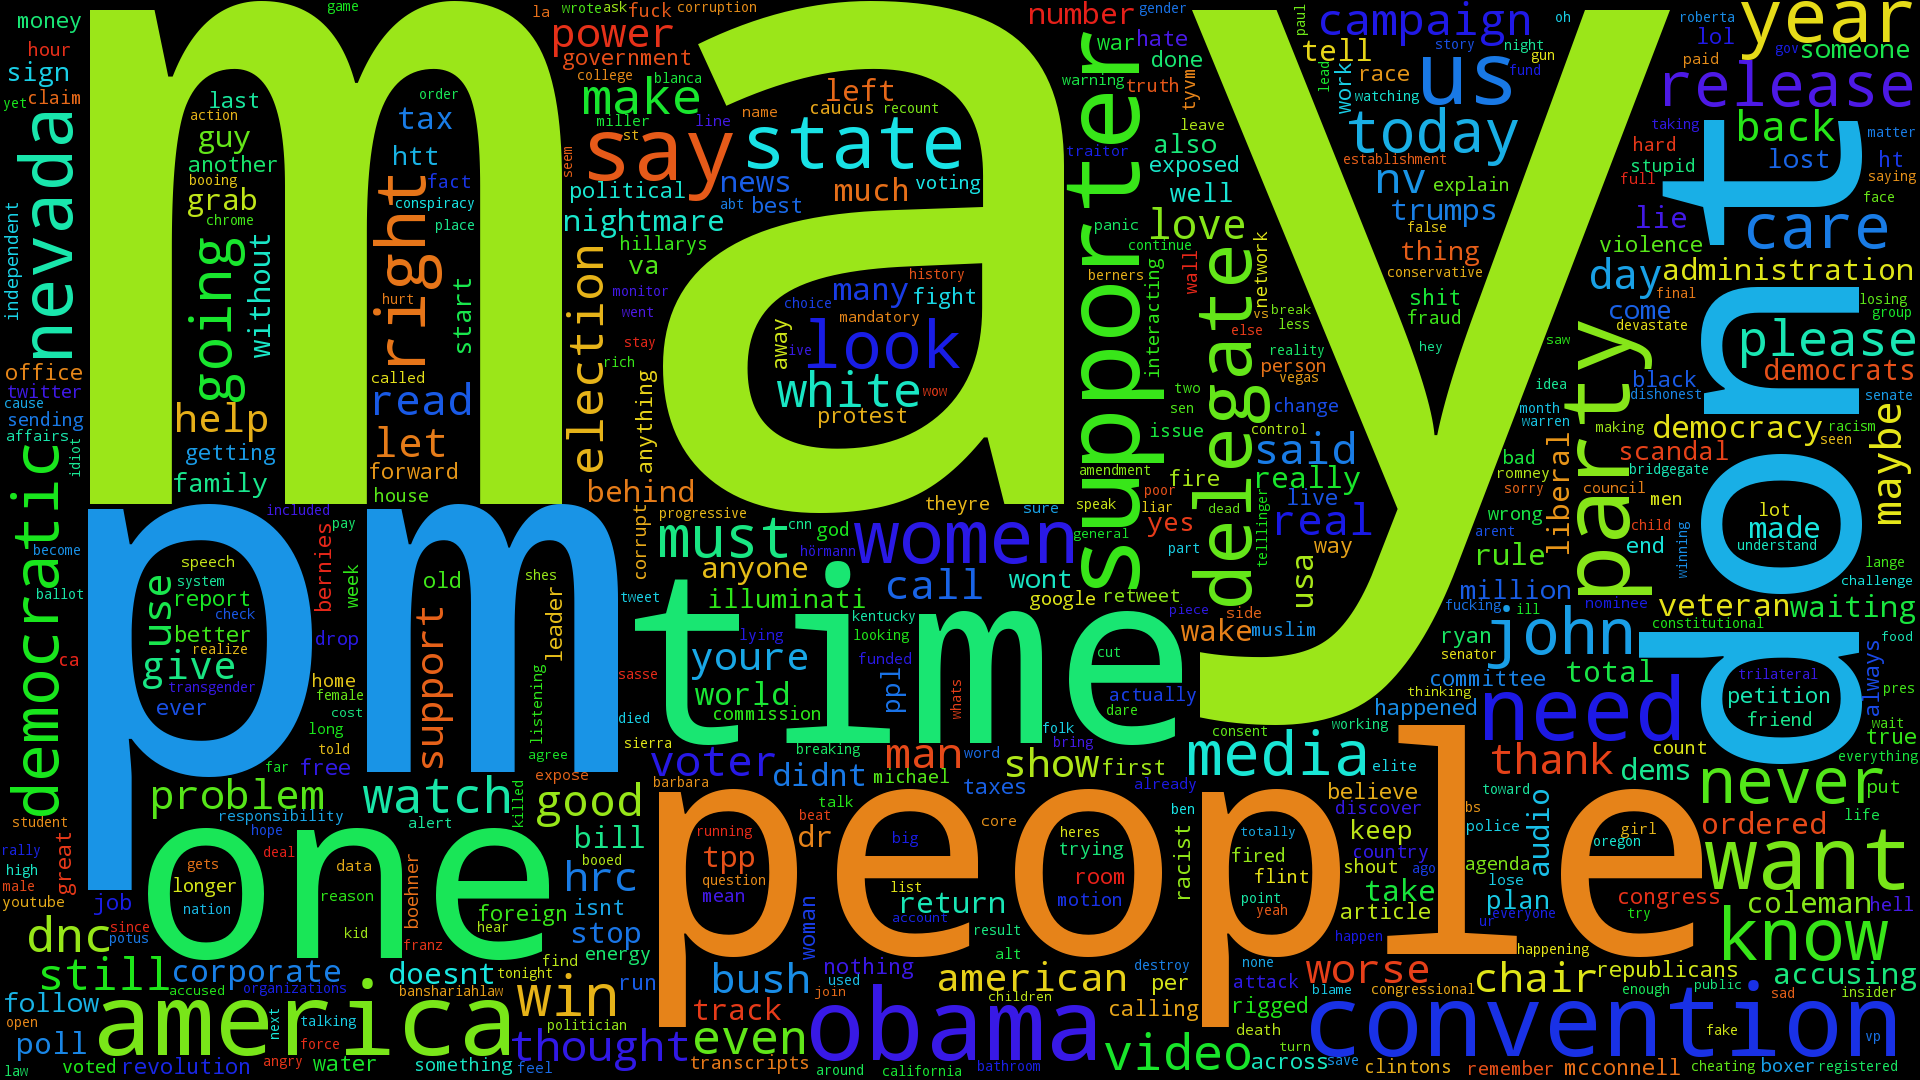 may
pm
people
time
one
dont
supporter
delegate
party
convention
obama
america
democratic
nevada
going
right
election
say
state
make
power
government
college
blanca
money
game
hour
sign
yet
claim
last
action
guy
another
booing
grab
chrome
without
independent
order
tax
htt
fact
conspiracy
place
hurt
start
called
read
let
forward
house
office
twitter
cause
sending
affairs
idiot
help
getting
family
la
wrote
ask
fuck
corruption
miller
st
line
name
seem
left
caucus
recount
political
news
abt
best
much
voting
nightmare
hillarys
va
monitor
went
stay
rich
anything
behind
many
history
fight
choice
mandatory
away
ive
look
white
wow
protest
theyre
sure
number
war
hate
gender
warning
done
truth
tyvm
traitor
leave
also
exposed
well
panic
love
continue
berners
interacting
wall
network
two
sen
issue
amendment
fire
speak
poor
liar
yes
general
part
dead
telllinger
paul
campaign
oh
tell
story
night
gun
lead
work
race
fund
us
watching
today
establishment
nv
explain
trumps
false
thing
conservative
shit
fraud
hey
vs
break
less
else
reality
person
vegas
change
control
said
really
live
real
usa
way
roberta
year
lol
gov
someone
paid
release
taking
back
matter
hard
stupid
lost
ht
full
saying
face
lie
care
violence
day
administration
final
come
losing
group
devastate
please
saw
democrats
idea
black
dishonest
senate
month
warren
making
democracy
racism
seen
maybe
scandal
bridgegate
bad
romney
sorry
council
men
liberal
wrong
child
lot
made
understand
arent
rule
end
winning
lange
challenge
million
fucking
ill
nominee
veteran
waiting
constitutional
ryan
john
food
senator
total
committee
trilateral
petition
friend
always
pres
happened
thinking
need
wait
true
everything
working
included
become
ballot
speech
system
use
report
check
better
realize
give
transgender
ever
bernies
pay
week
drop
home
female
cost
long
told
far
free
old
shes
leader
support
listening
agree
corrupt
progressive
cnn
god
must
hörmann
women
anyone
call
illuminati
wont
google
retweet
tweet
lying
kentucky
looking
youre
funded
world
ppl
sasse
commission
whats
cut
actually
dare
died
sierra
folk
piece
side
wake
muslim
consent
voter
breaking
man
word
bring
show
first
media
elite
didnt
michael
taxes
already
barbara
thank
count
dems
never
put
problem
watch
killed
expose
good
responsibility
alert
student
hope
rally
great
high
male
youtube
gets
deal
data
longer
reason
boehner
nation
kid
job
since
potus
bill
booed
hrc
foreign
hear
isnt
franz
stop
energy
dnc
still
corporate
accused
organizations
doesnt
tonight
find
banshariahlaw
win
run
follow
open
poll
law
voted
revolution
next
talking
force
angry
water
politician
something
feel
thought
talk
beat
running
dr
big
core
heres
trying
tpp
question
room
mean
list
return
motion
account
result
woman
nothing
alt
bush
used
join
american
children
per
destroy
track
calling
even
transcripts
around
california
bathroom
video
across
ben
racist
believe
discover
totally
keep
fired
flint
shout
country
ago
take
point
yeah
article
happen
none
attack
rigged
death
turn
save
blame
worse
congressional
clintons
remember
toward
bs
police
audio
agenda
lose
plan
ur
everyone
happening
chair
girl
oregon
ordered
life
want
congress
try
coleman
hell
know
republicans
enough
public
accusing
sad
insider
fake
vp
mcconnell
cheating
boxer
registered